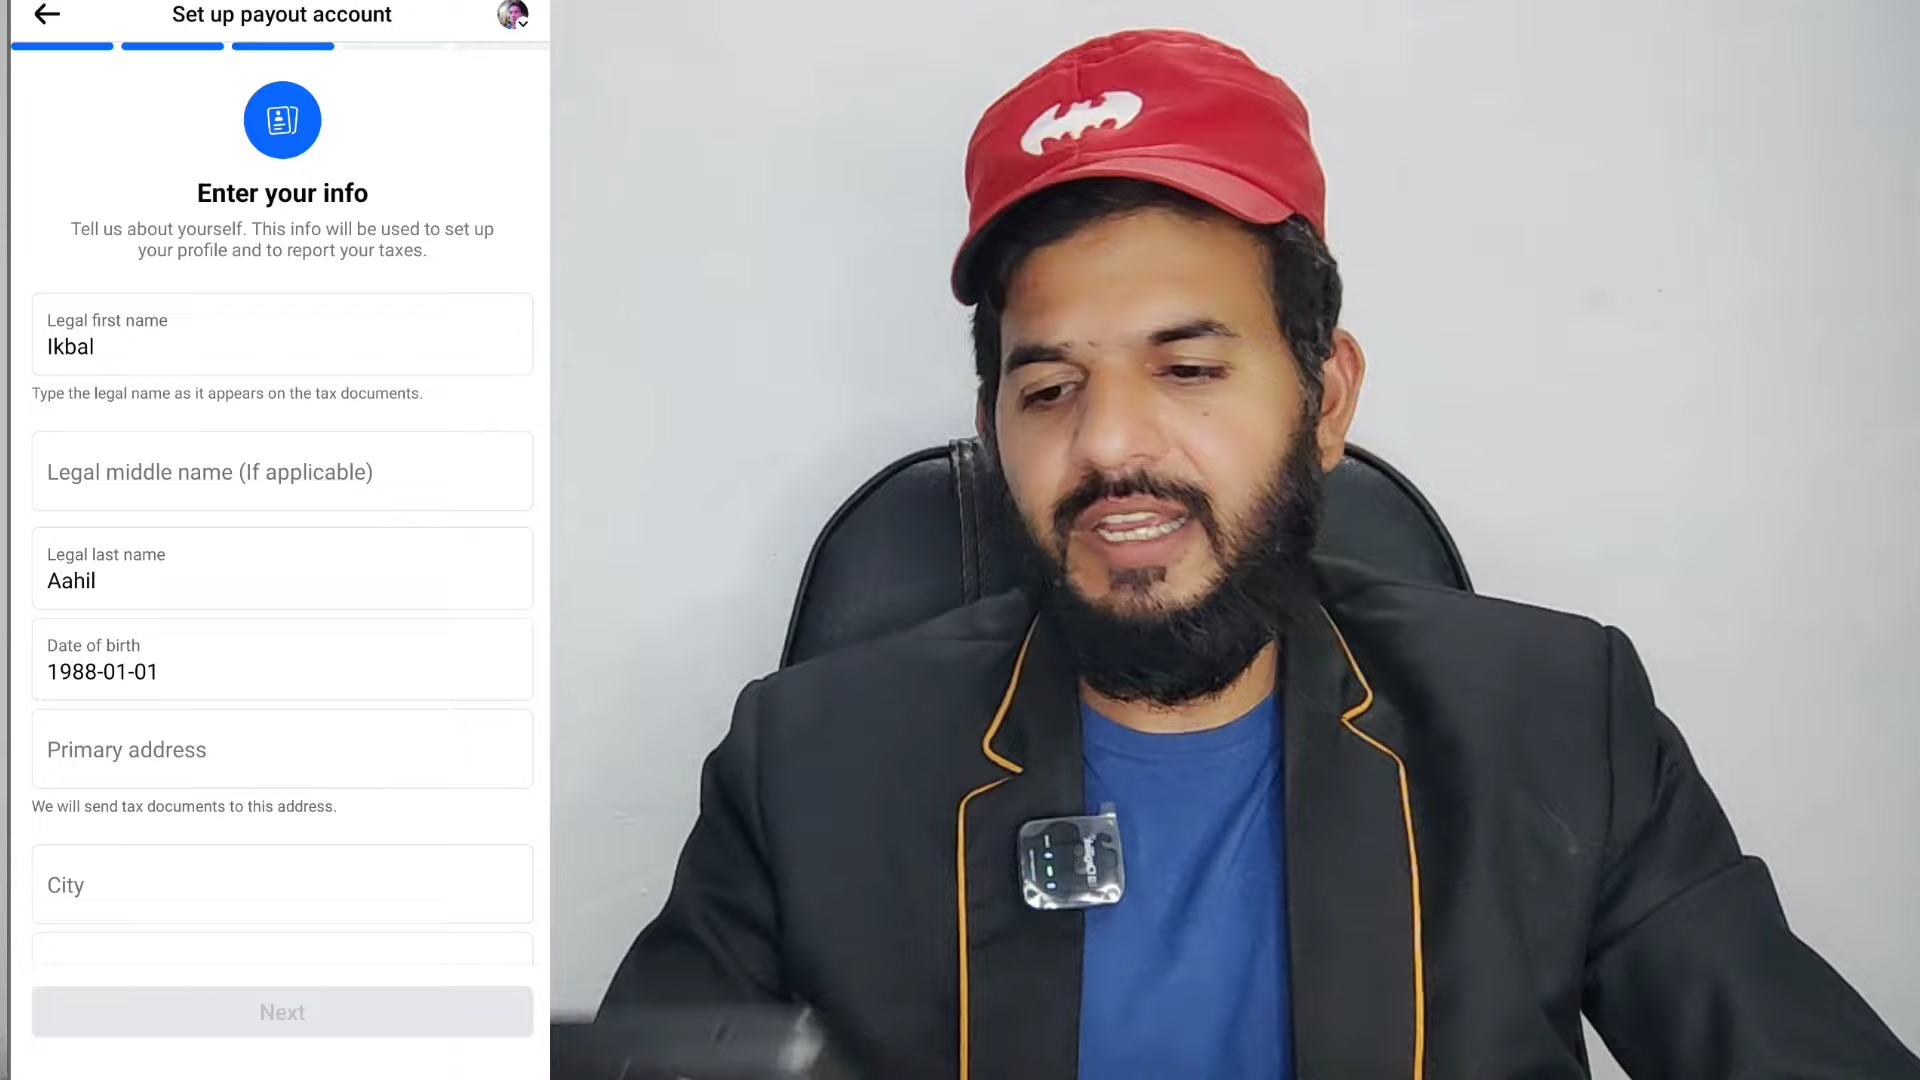 Set up payout account
Enter your info
Tell us about yourself. This info will be used to set up
your profile and to report your taxes.
Legal first name
Ikbal
Type the legal name as it appears on the tax documents.
Legal middle name (If applicable)
Legal last name
Aahil
Date of birth
1988-01-01
Primary address
We will send tax documents to this address.
City
Next